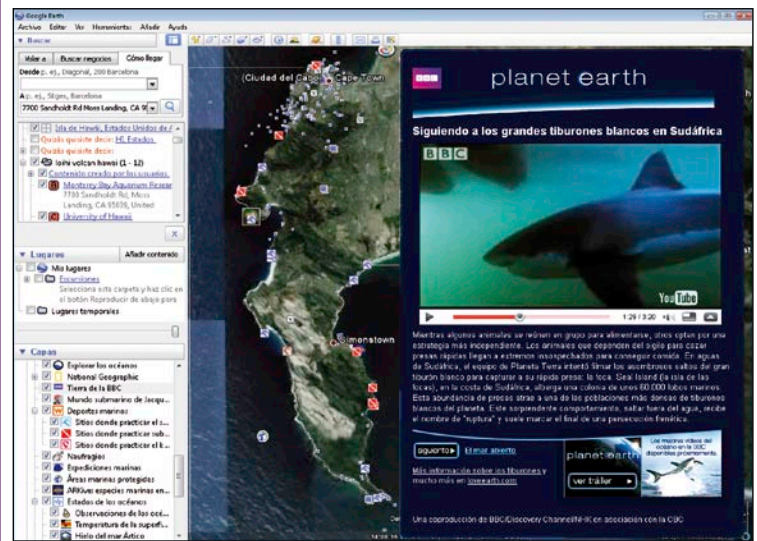 Google Earth
Archivo Editar Ver Herramientas Añadir Ayuda
Buscar
Volar a Buscar negocios Cómo llegar
Desde p. ej., Diagonal, 200 Barcelona
A p. ej., Sitges, Barcelona
7700 Sandholdt Rd Moss Landing, CA 9
Isla de Hawái, Estados Unidos de A
Quizás quisiste decir: HI, Estados
Quizás quisiste decir:
loihi volcan hawai (1 - 12)
Contenido creado por los usuarios.
Monterey Bay Aquarium Resear
7700 Sandholdt Rd, Moss
Landing, CA 95039, United
University of Hawaii
Lugares Añadir contenido
Mis lugares
Excursiones
Selecciona esta carpeta y haz clic en
el botón Reproducir de abajo para
Lugares temporales
Capas
Explorar los océanos
National Geographic
Tierra de la BBC
Mundo submarino de Jacqu...
Deportes marinos
Sitios donde practicar el s...
Sitios donde practicar sub...
Sitios donde practicar el k...
Naufragios
Expediciones marinas
Áreas marinas protegidas
ARKive: especies marinas en...
Estados de los océanos
Observaciones de los océ...
Temperatura de la superfi...
Hielo del mar Ártico
(Ciudad del Cabo) Cape Town
Simonstown
BBC planet earth
Siguiendo a los grandes tiburones blancos en Sudáfrica
BBC
YouTube
1:29 / 3:20
Mientras algunos animales se reúnen en grupo para alimentarse, otros optan por una
estrategia más independiente. Los animales que dependen del sigilo para cazar
presas rápidas llegan a extremos insospechados para conseguir comida. En aguas
de Sudáfrica, el equipo de Planeta Tierra intentó filmar los asombrosos saltos del gran
tiburón blanco para capturar a su rápida presa: la foca. Seal Island (la isla de las
focas), en la costa de Sudáfrica, alberga una colonia de unos 60.000 lobos marinos.
Esta abundancia de presas atrae a una de las poblaciones más densas de tiburones
blancos del planeta. Este sorprendente comportamiento, saltar fuera del agua, recibe
el nombre de "ruptura" y suele marcar el final de una persecución frenética.
siguiente El mar abierto
Más información sobre los tiburones y
mucho más en loveearth.com
planet earth
ver tráiler
Los mejores vídeos del
océano en la BBC
disponibles próximamente.
Una coproducción de BBC/Discovery Channel/NHK en asociación con la CBC